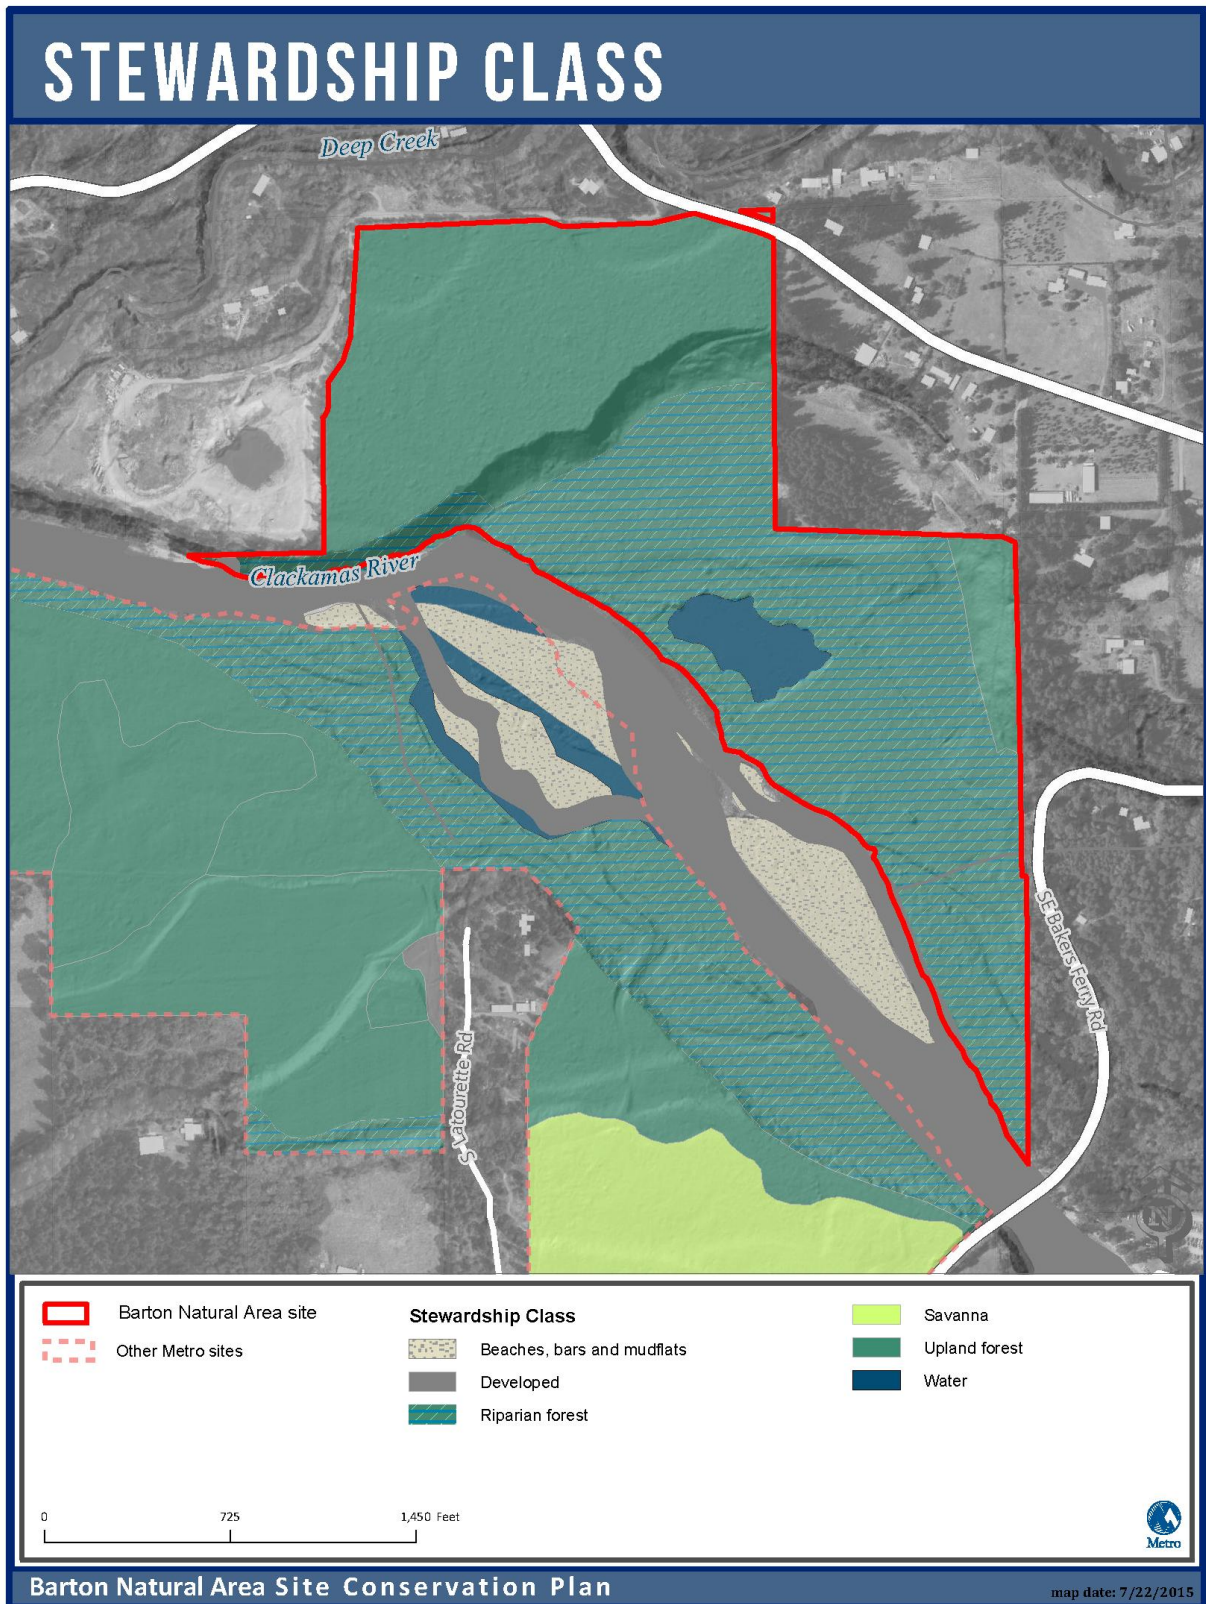 STEWARDSHIP CLASS
Deep Creek
Clackamas River
SE Bakers Ferry Rd
S Latourette Rd
N
Barton Natural Area site
Other Metro sites
Stewardship Class
Beaches, bars and mudflats
Developed
Riparian forest
Savanna
Upland forest
Water
0 725 1,450 Feet
Metro
Barton Natural Area Site Conservation Plan
map date: 7/22/2015